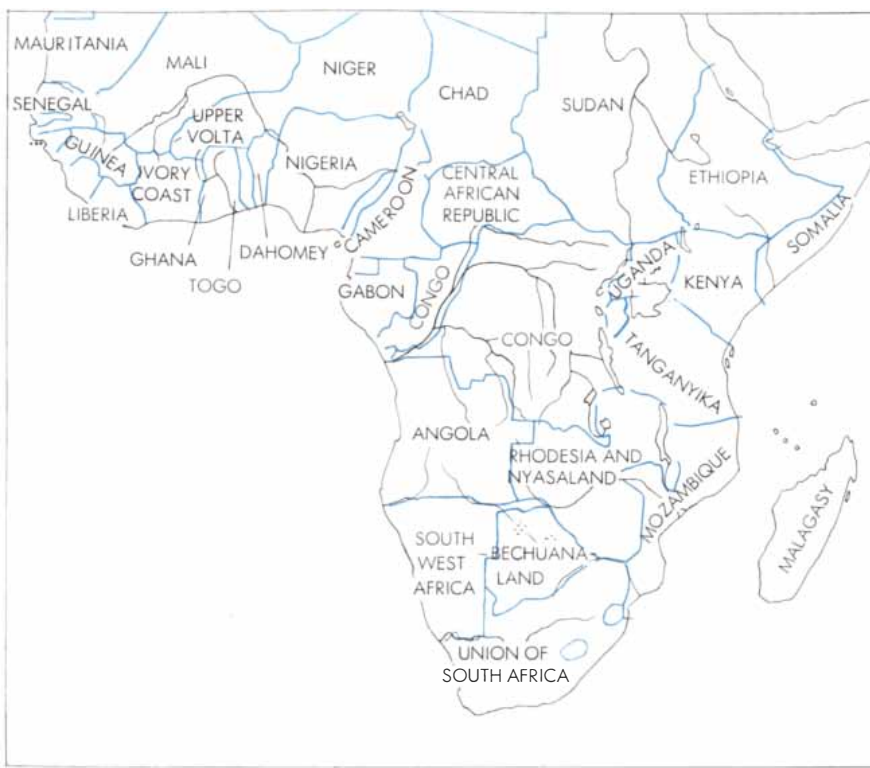 MAURITANIA
MALI
NIGER
CHAD
SUDAN
SENEGAL
UPPER
VOLTA
GUINEA
IVORY
COAST
NIGERIA
CENTRAL
AFRICAN
REPUBLIC
ETHIOPIA
LIBERIA
GHANA
TOGO
DAHOMEY
CAMEROON
SOMALIA
GABON
CONGO
UGANDA
KENYA
CONGO
TANGANYIKA
ANGOLA
RHODESIA AND
NYASALAND
MOZAMBIQUE
MALAGASY
SOUTH
WEST
AFRICA
BECHUANA
LAND
UNION OF
SOUTH AFRICA